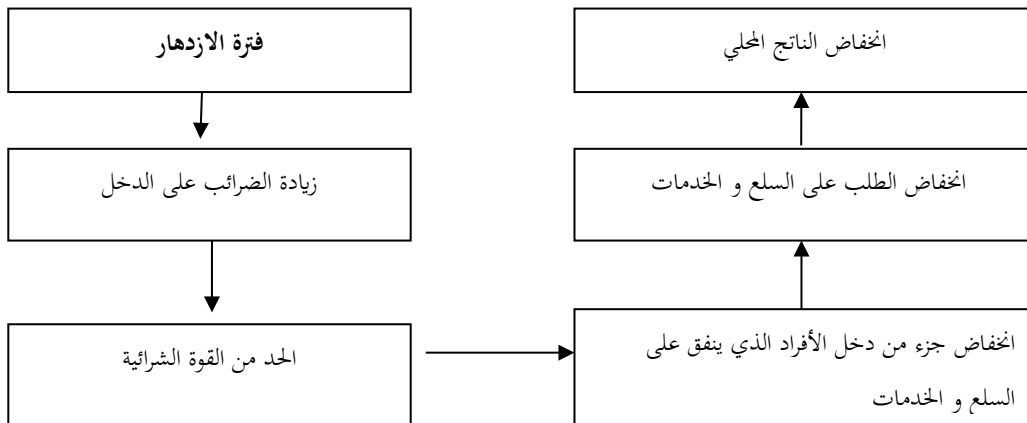 فترة الازدهار
انخفاض الناتج المحلي
زيادة الضرائب على الدخل
انخفاض الطلب على السلع و الخدمات
الحد من القوة الشرائية
انخفاض جزء من دخل الأفراد الذي ينفق على
السلع و الخدمات